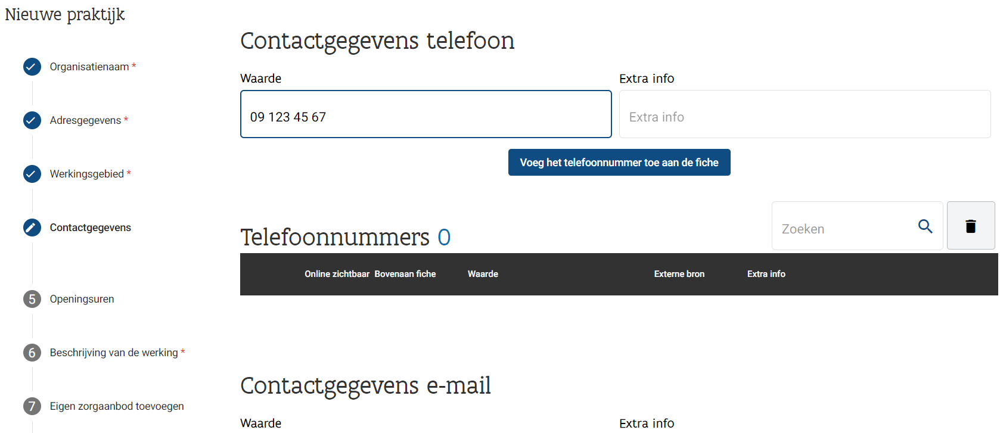 Nieuwe praktijk
Organisatienaam *
Adresgegevens *
Werkingsgebied *
Contactgegevens
5 Openingsuren
6 Beschrijving van de werking *
7 Eigen zorgaanbod toevoegen
Contactgegevens telefoon
Waarde Extra info
09 123 45 67 Extra info
Voeg het telefoonnummer toe aan de fiche
Zoeken
Telefoonnummers 0
Online zichtbaar Bovenaan fiche Waarde Externe bron Extra info
Contactgegevens e-mail
Waarde Extra info